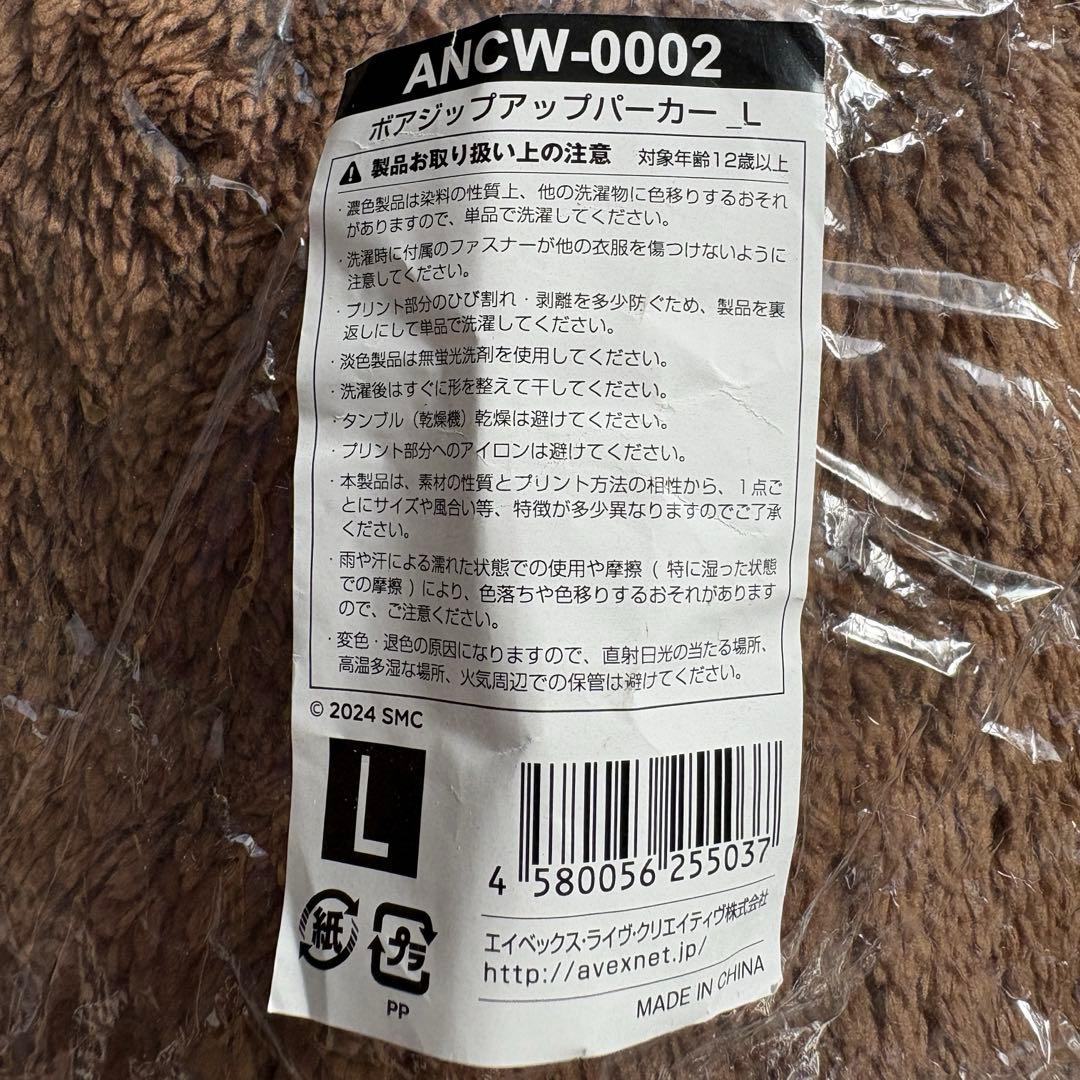 ANCW-0002
ボアジップアップパーカー _L
製品お取り扱い上の注意 対象年齢12歳以上
・濃色製品は染料の性質上、他の洗濯物に色移りするおそれ
がありますので、単品で洗濯してください。
・洗濯時に付属のファスナーが他の衣服を傷つけないように
注意してください。
・プリント部分のひび割れ・剥離を多少防ぐため、製品を裏
返しにして単品で洗濯してください。
・淡色製品は無蛍光洗剤を使用してください。
・洗濯後はすぐに形を整えて干してください。
・タンブル（乾燥機）乾燥は避けてください。
・プリント部分へのアイロンは避けてください。
・本製品は、素材の性質とプリント方法の相性から、1点ご
とにサイズや風合い等、特徴が多少異なりますのでご了承
ください。
・雨や汗による濡れた状態での使用や摩擦 ( 特に湿った状態
での摩擦 ) により、色落ちや色移りするおそれがあります
ので、ご注意ください。
・変色・退色の原因になりますので、直射日光の当たる場所、
高温多湿な場所、火気周辺での保管は避けてください。
© 2024 SMC
L
4 580056 255037
紙
プラ
PP
エイベックス・ライヴ・クリエイティヴ株式会社
http://avexnet.jp/
MADE IN CHINA